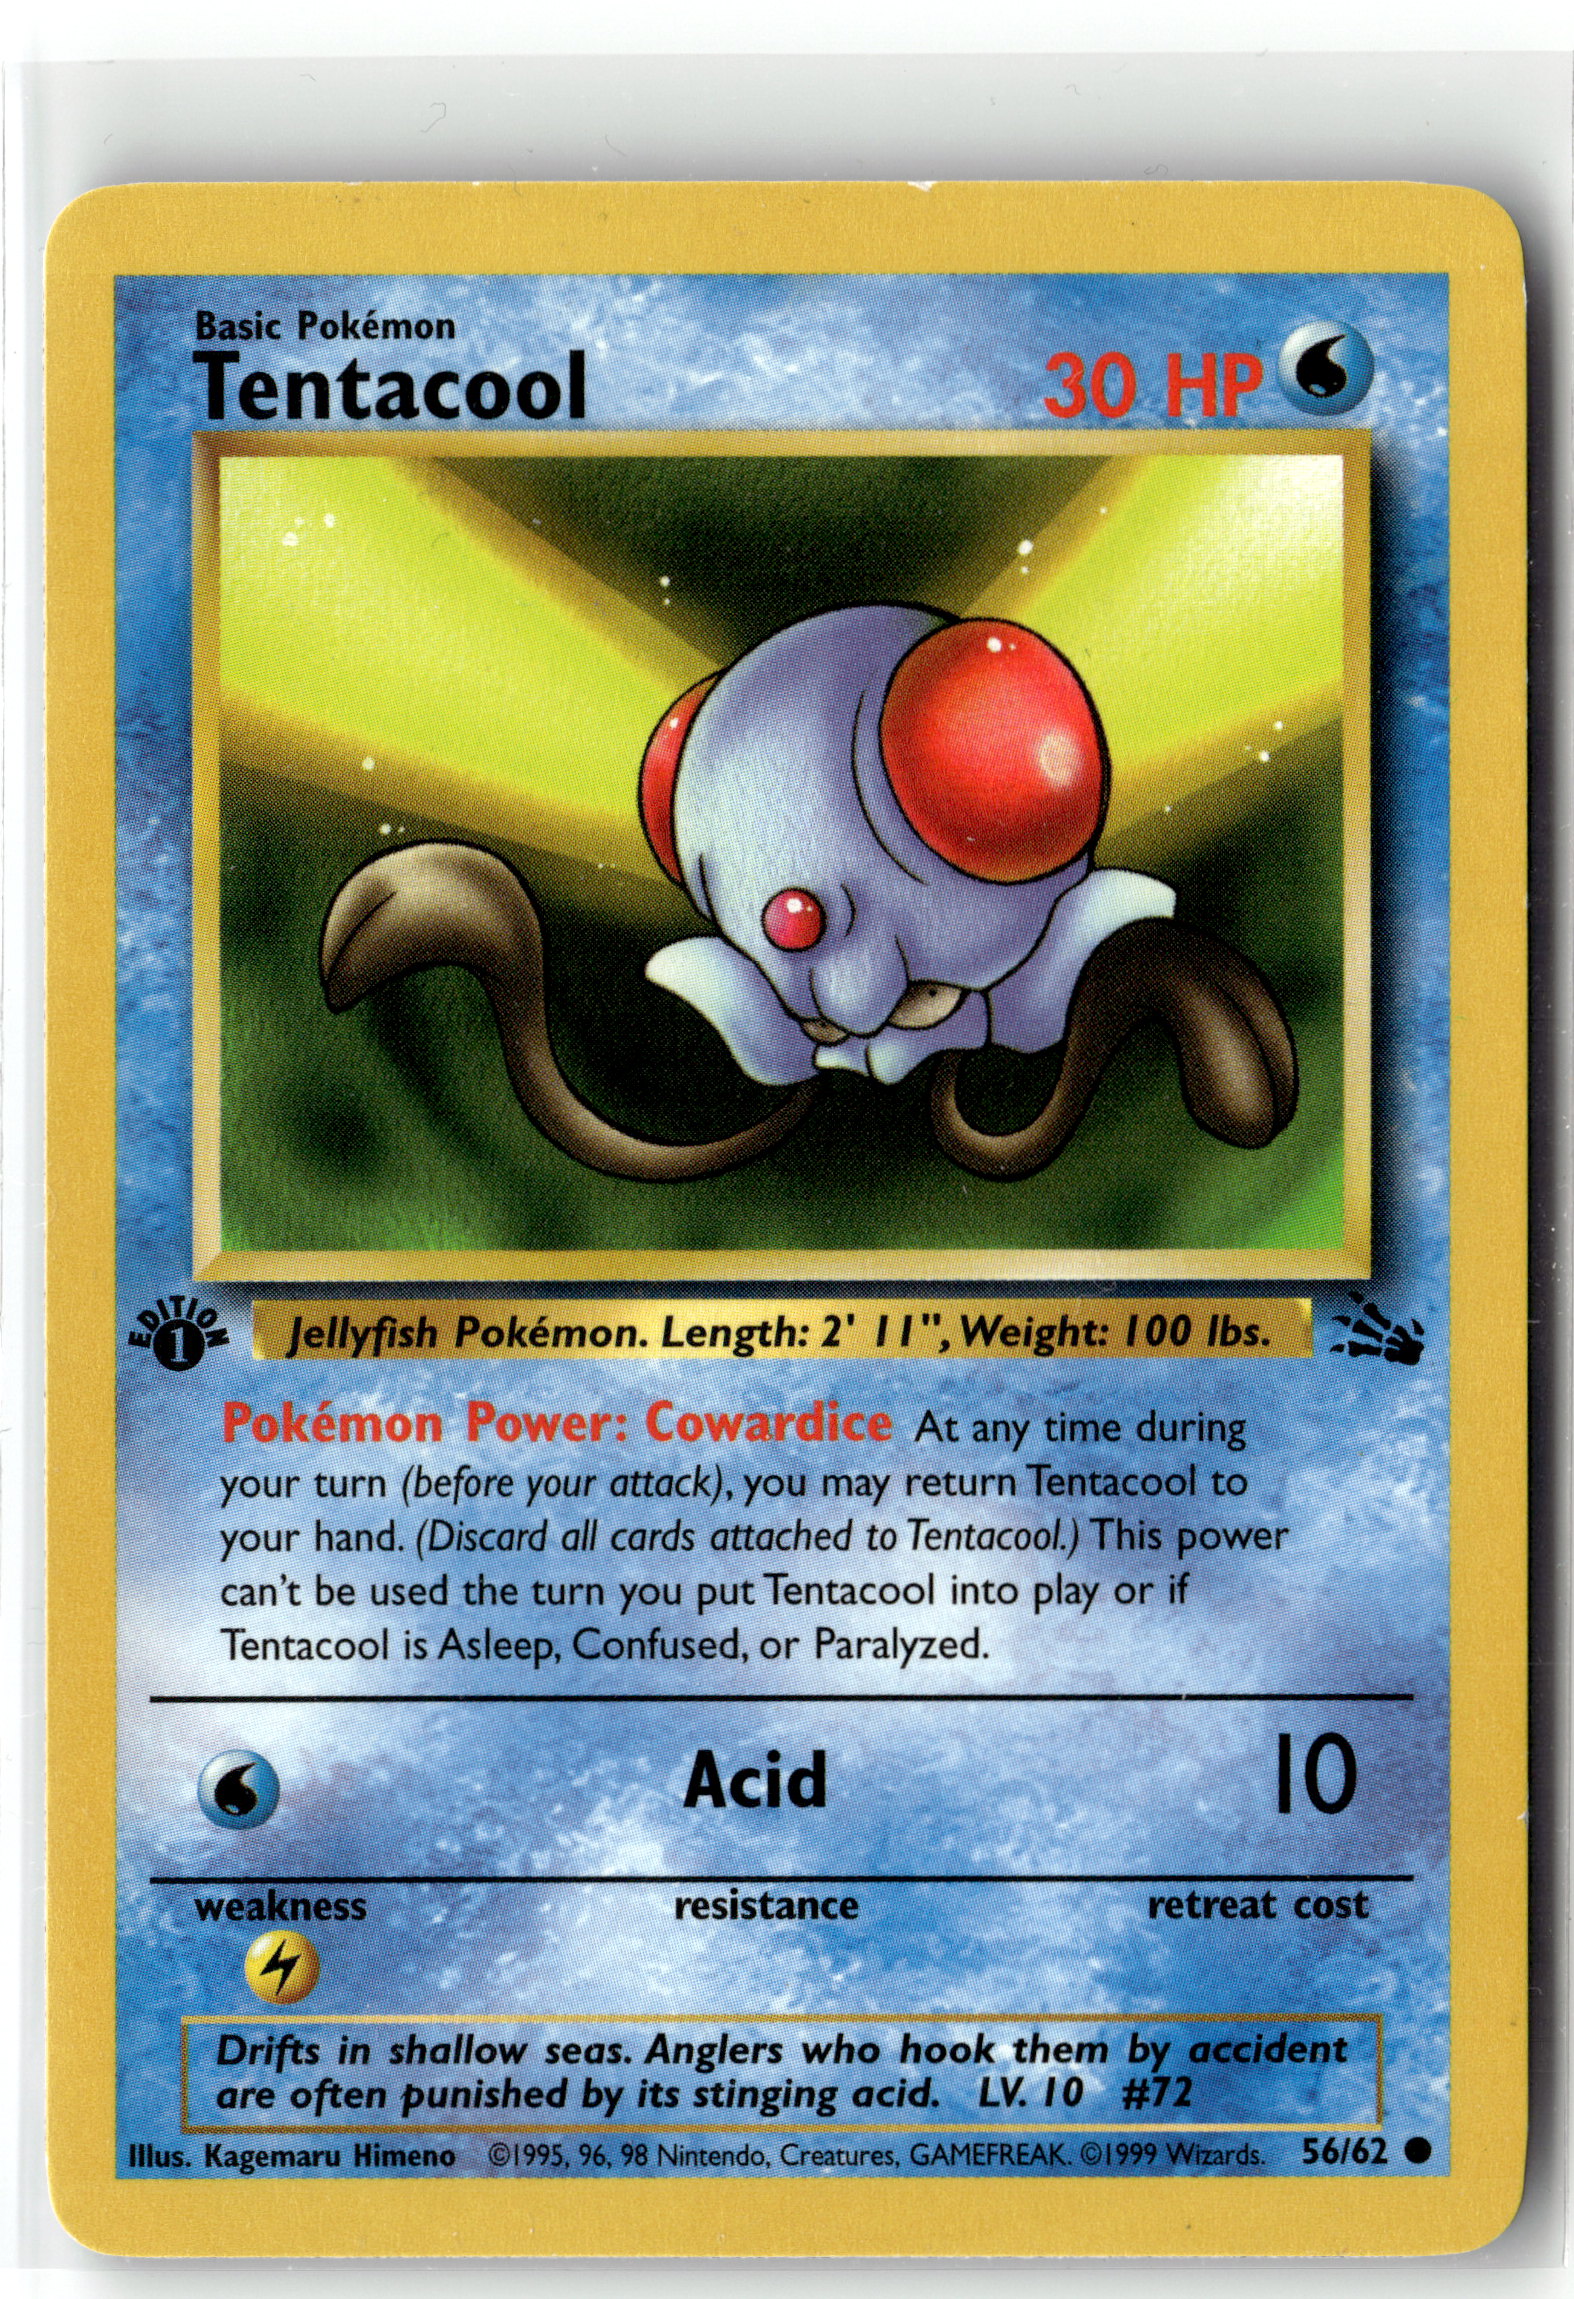 Basic Pokémon
Tentacool
30 HP
EDITION
1
Jellyfish Pokémon. Length: 2' 11", Weight: 100 lbs.
Pokémon Power: Cowardice At any time during
your turn (before your attack), you may return Tentacool to
your hand. (Discard all cards attached to Tentacool.) This power
can't be used the turn you put Tentacool into play or if
Tentacool is Asleep, Confused, or Paralyzed.
Acid 10
weakness resistance retreat cost
Drifts in shallow seas. Anglers who hook them by accident
are often punished by its stinging acid. LV. 10 #72
Illus. Kagemaru Himeno ©1995, 96, 98 Nintendo, Creatures, GAMEFREAK. ©1999 Wizards. 56/62